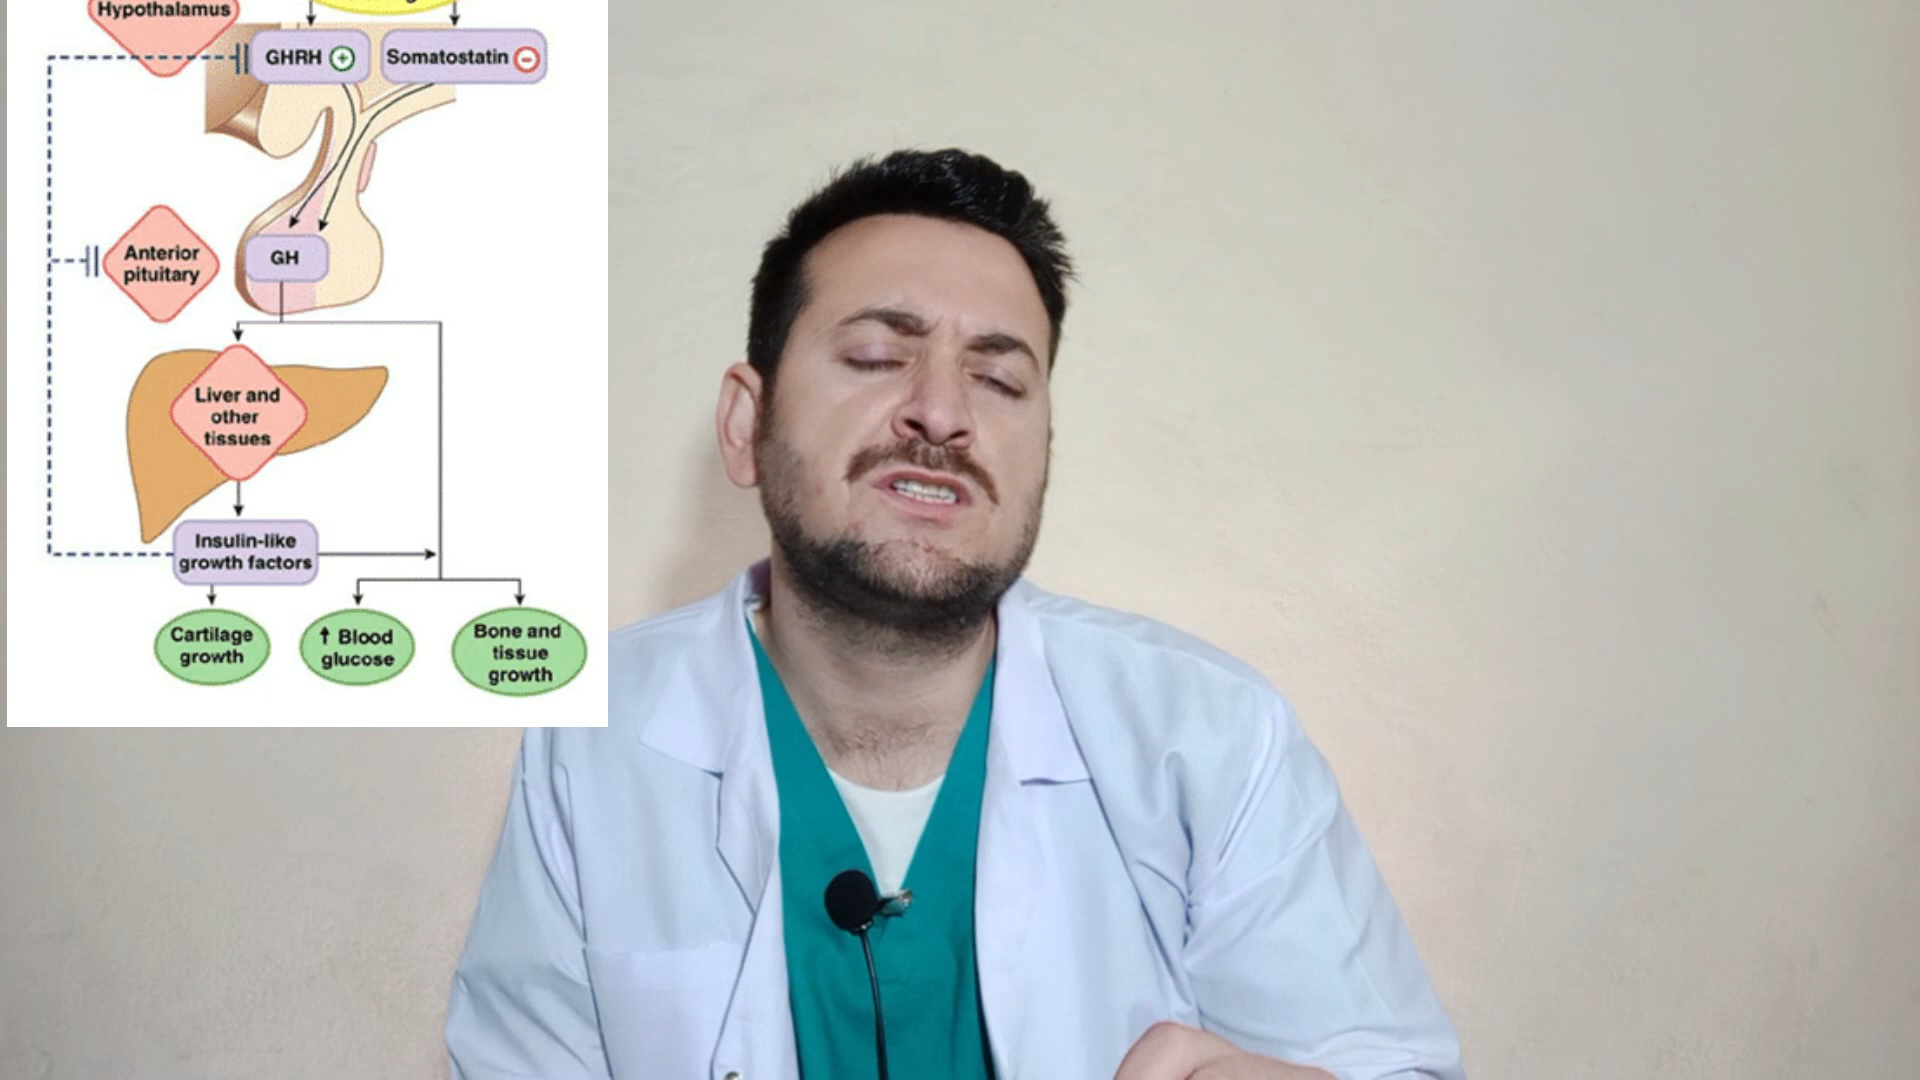 Hypothalamus
GHRH +
Somatostatin −
Anterior
pituitary
GH
Liver and
other
tissues
Insulin-like
growth factors
Cartilage
growth
↑ Blood
glucose
Bone and
tissue
growth